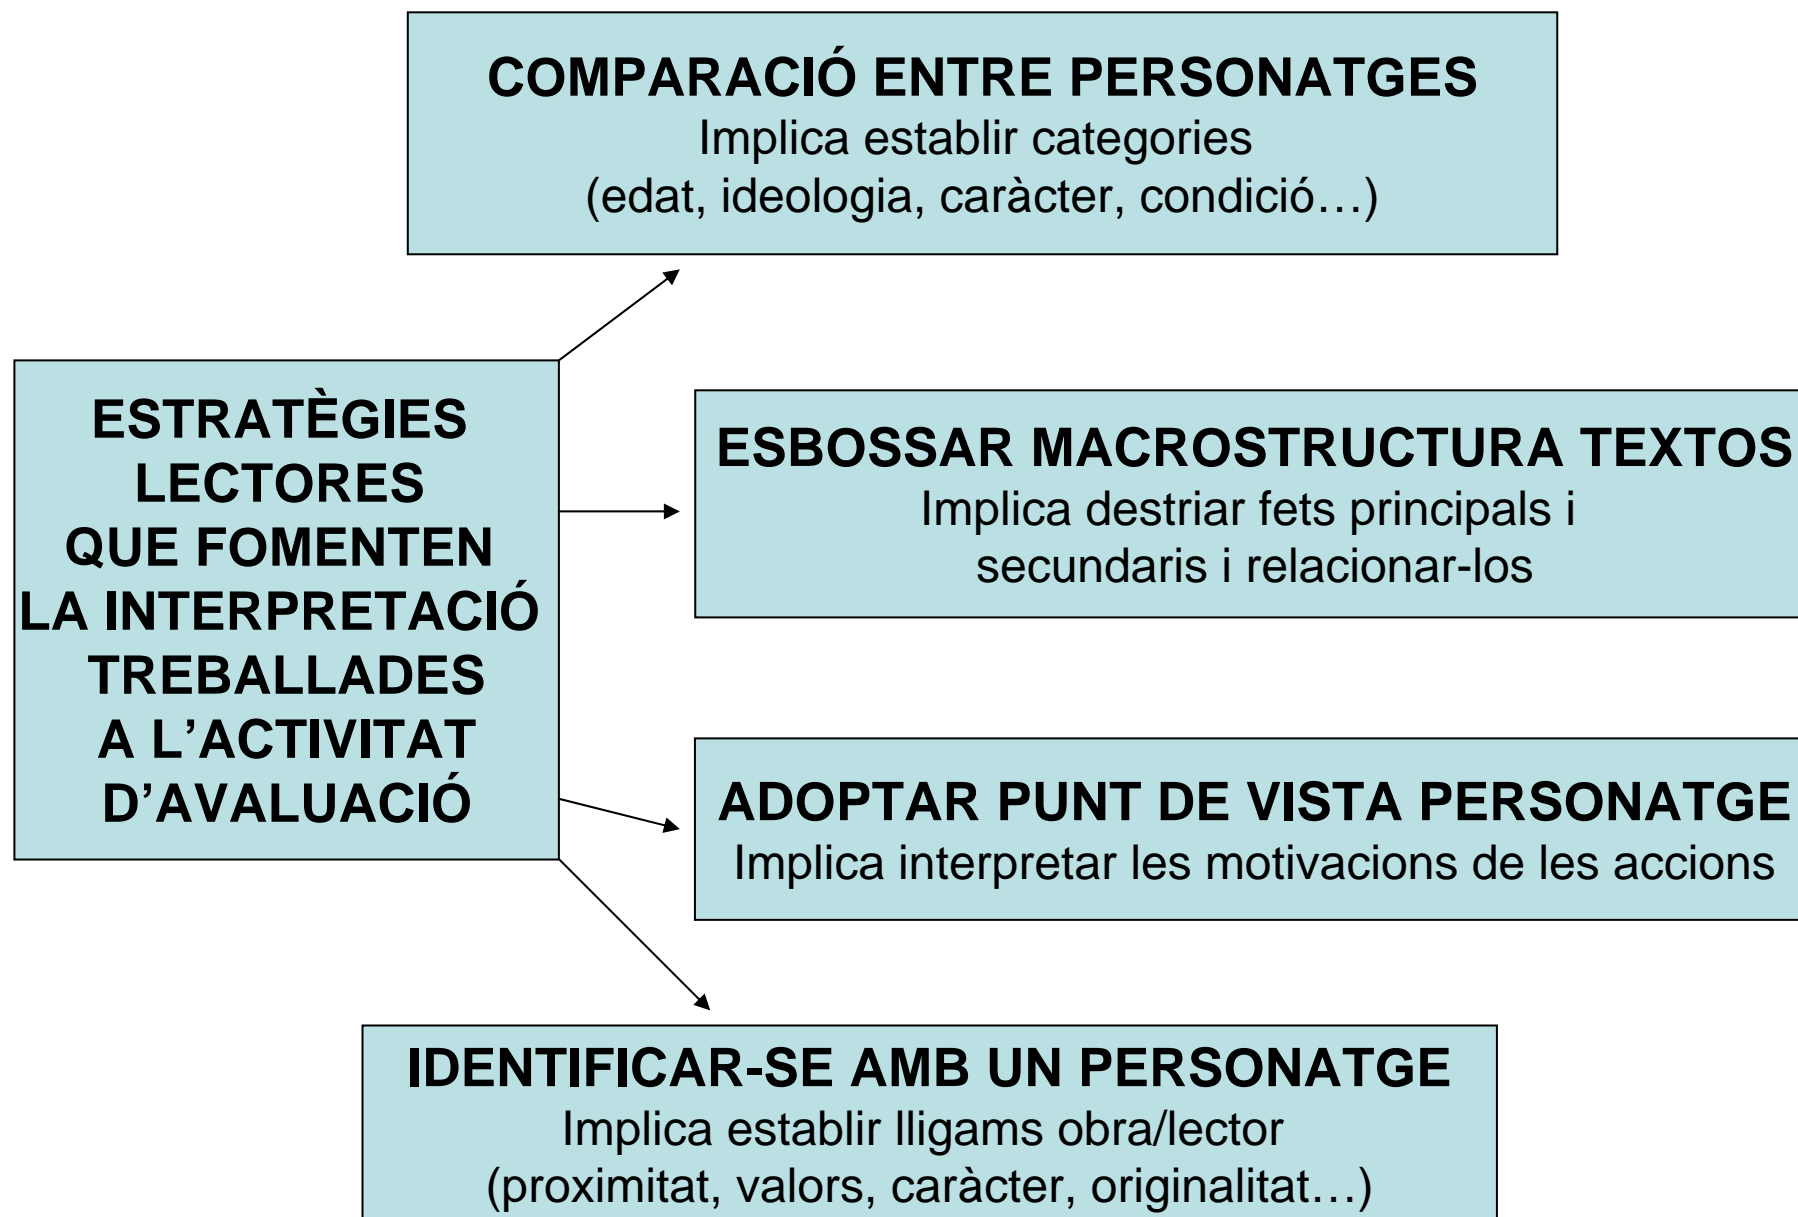 COMPARACIÓ ENTRE PERSONATGES
Implica establir categories
(edat, ideologia, caràcter, condició…)
ESTRATÈGIES
LECTORES
QUE FOMENTEN
LA INTERPRETACIÓ
TREBALLADES
A L’ACTIVITAT
D’AVALUACIÓ
ESBOSSAR MACROSTRUCTURA TEXTOS
Implica destriar fets principals i
secundaris i relacionar-los
ADOPTAR PUNT DE VISTA PERSONATGE
Implica interpretar les motivacions de les accions
IDENTIFICAR-SE AMB UN PERSONATGE
Implica establir lligams obra/lector
(proximitat, valors, caràcter, originalitat…)